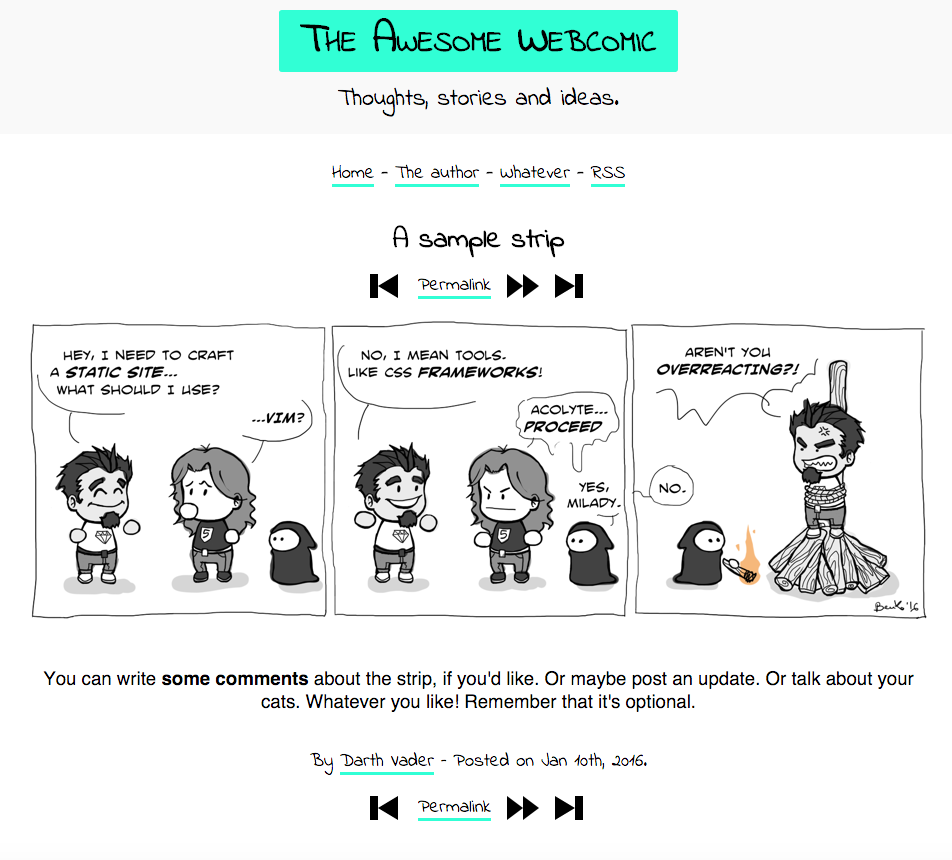 The Awesome Webcomic
Thoughts, stories and ideas.
Home - The author - whatever - RSS
A sample strip
Permalink
HEY, I NEED TO CRAFT
A STATIC SITE...
WHAT SHOULD I USE?
...VIM?
5
NO, I MEAN TOOLS.
LIKE CSS FRAMEWORKS!
ACOLYTE...
PROCEED
YES,
MILADY.
5
AREN'T YOU
OVERREACTING?!
NO.
You can write some comments about the strip, if you'd like. Or maybe post an update. Or talk about your
cats. Whatever you like! Remember that it's optional.
By Darth Vader - Posted on Jan 10th, 2016.
Permalink